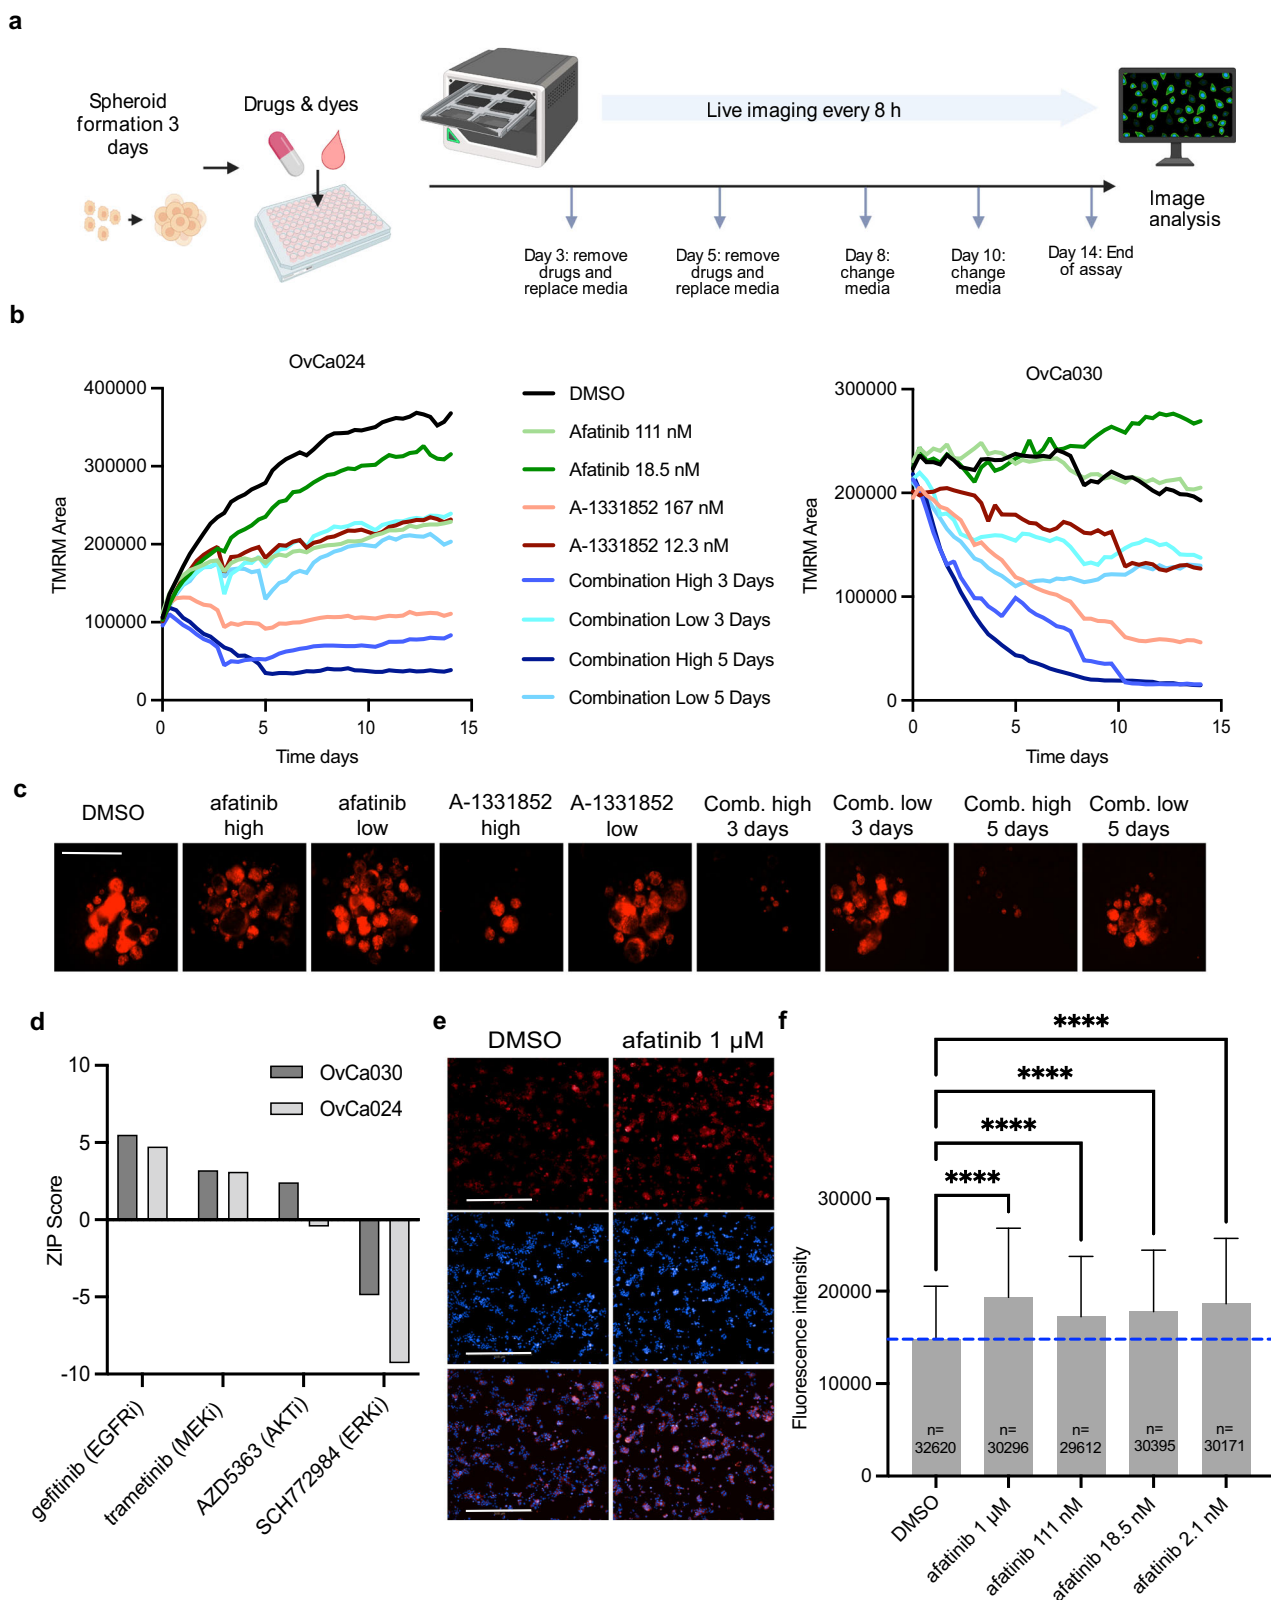 a
Spheroid
formation 3
days
Drugs & dyes
Live imaging every 8 h
Image
analysis
Day 3: remove
drugs and
replace media
Day 5: remove
drugs and
replace media
Day 8:
change
media
Day 10:
change
media
Day 14: End
of assay
b
OvCa024
TMRM Area
400000
300000
200000
100000
0
0
5
10
15
Time days
DMSO
Afatinib 111 nM
Afatinib 18.5 nM
A-1331852 167 nM
A-1331852 12.3 nM
Combination High 3 Days
Combination Low 3 Days
Combination High 5 Days
Combination Low 5 Days
OvCa030
TMRM Area
300000
200000
100000
0
0
5
10
15
Time days
c
DMSO
afatinib
high
afatinib
low
A-1331852
high
A-1331852
low
Comb. high
3 days
Comb. low
3 days
Comb. high
5 days
Comb. low
5 days
d
ZIP Score
10
5
0
-5
-10
OvCa030
OvCa024
gefitinib (EGFRi)
trametinib (MEKi)
AZD5363 (AKTi)
SCH772984 (ERKi)
e
DMSO
afatinib 1 µM
f
****
****
****
****
Fluorescence intensity
30000
20000
10000
0
n=
32620
n=
30296
n=
29612
n=
30395
n=
30171
DMSO
afatinib 1 µM
afatinib 111 nM
afatinib 18.5 nM
afatinib 2.1 nM